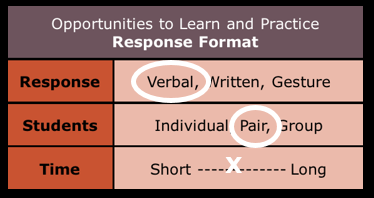 Opportunities to Learn and Practice
Response Format
Response Verbal, Written, Gesture
Students Individual, Pair, Group
Time Short ------------- Long
X